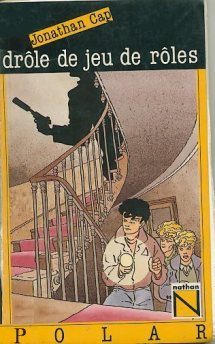 Jonathan Cap
drôle de jeu de rôles
nathan
N
POLAR